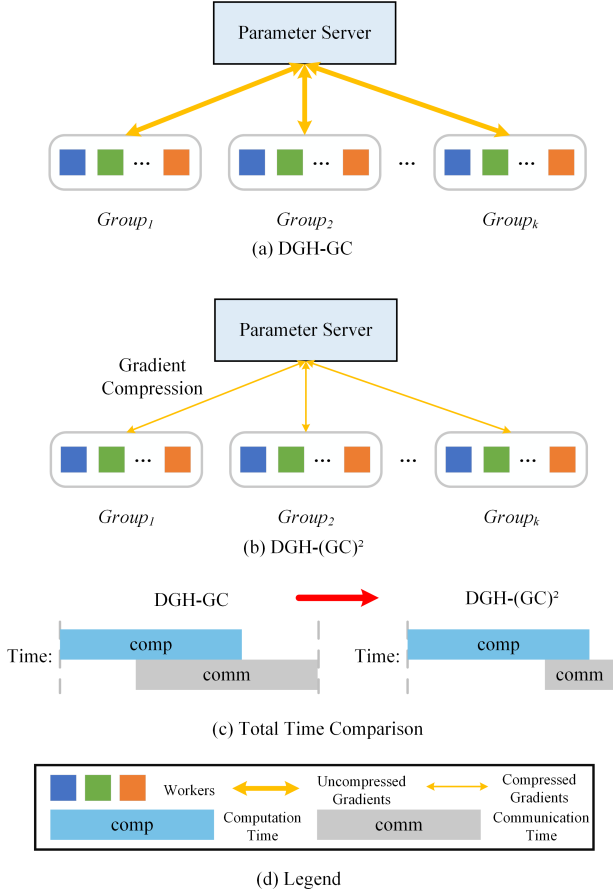 Parameter Server
... ... ... ...
Group₁ Group₂ Groupₖ
(a) DGH-GC
Parameter Server
Gradient
Compression
... ... ... ...
Group₁ Group₂ Groupₖ
(b) DGH-(GC)²
DGH-GC DGH-(GC)²
Time: comp Time: comp
comm comm
(c) Total Time Comparison
Workers Uncompressed Gradients Compressed Gradients
comp Computation Time comm Communication Time
(d) Legend